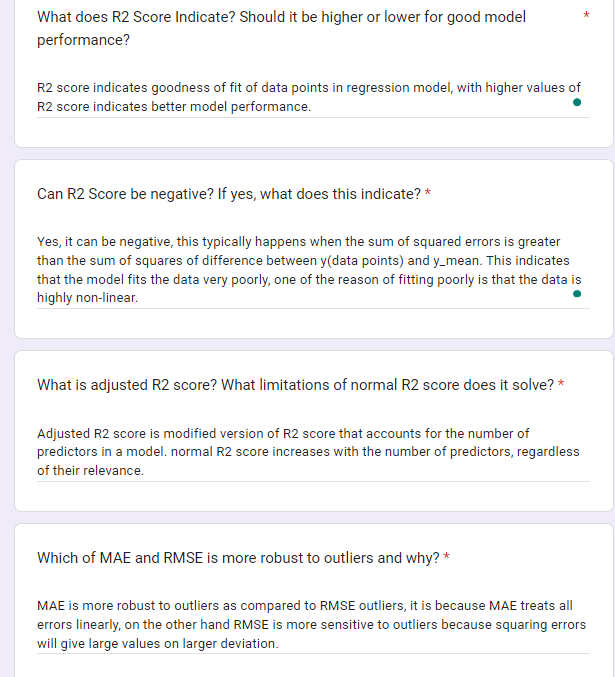 What does R2 Score Indicate? Should it be higher or lower for good model *
performance?
R2 score indicates goodness of fit of data points in regression model, with higher values of
R2 score indicates better model performance.
Can R2 Score be negative? If yes, what does this indicate? *
Yes, it can be negative, this typically happens when the sum of squared errors is greater
than the sum of squares of difference between y(data points) and y_mean. This indicates
that the model fits the data very poorly, one of the reason of fitting poorly is that the data is
highly non-linear.
What is adjusted R2 score? What limitations of normal R2 score does it solve? *
Adjusted R2 score is modified version of R2 score that accounts for the number of
predictors in a model. normal R2 score increases with the number of predictors, regardless
of their relevance.
Which of MAE and RMSE is more robust to outliers and why? *
MAE is more robust to outliers as compared to RMSE outliers, it is because MAE treats all
errors linearly, on the other hand RMSE is more sensitive to outliers because squaring errors
will give large values on larger deviation.